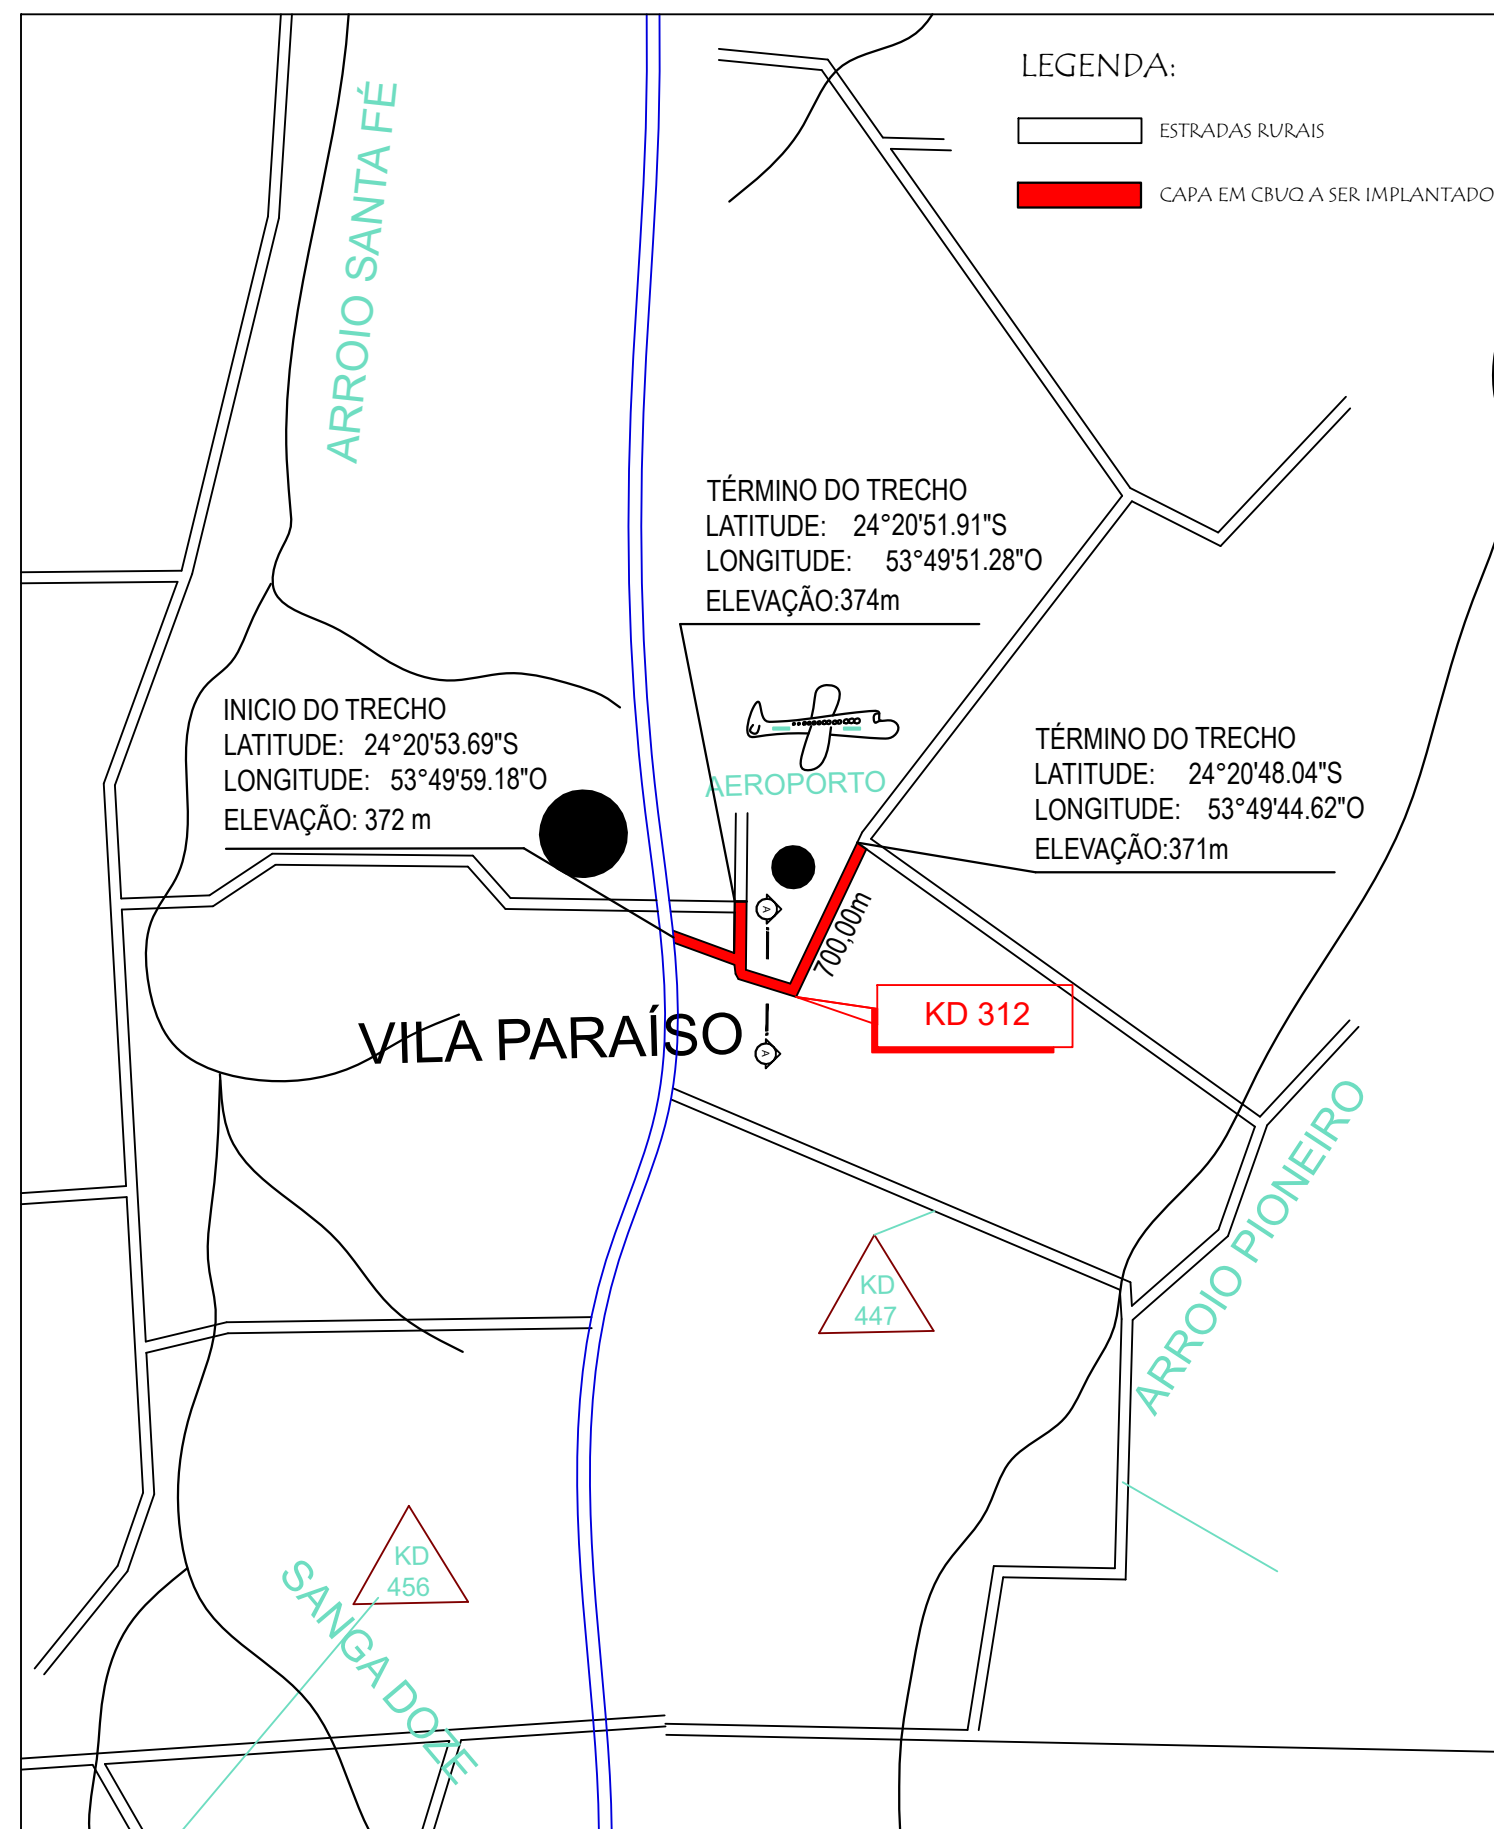 LEGENDA:
ESTRADAS RURAIS
CAPA EM CBUQ A SER IMPLANTADO
ARROIO SANTA FÉ
TÉRMINO DO TRECHO
LATITUDE: 24°20'51.91"S
LONGITUDE: 53°49'51.28"O
ELEVAÇÃO:374m
INICIO DO TRECHO
LATITUDE: 24°20'53.69"S
LONGITUDE: 53°49'59.18"O
ELEVAÇÃO: 372 m
AEROPORTO
TÉRMINO DO TRECHO
LATITUDE: 24°20'48.04"S
LONGITUDE: 53°49'44.62"O
ELEVAÇÃO:371m
A
700,00m
KD 312
VILA PARAÍSO
A
ARROIO PIONEIRO
KD
447
KD
456
SANGA DOZE